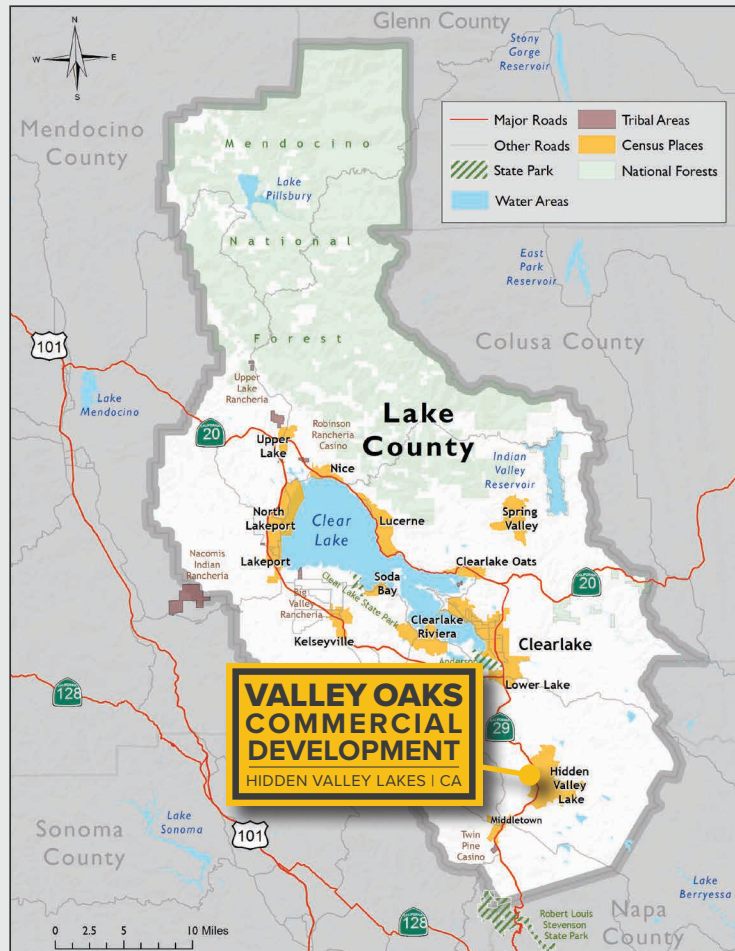 Glenn County
N
W
E
S
Stony
Gorge
Reservoir
Mendocino
County
Major Roads
Other Roads
State Park
Water Areas
Tribal Areas
Census Places
National Forests
Mendocino
Lake
Pillsbury
National
Forest
East
Park
Reservoir
Colusa County
101
Lake
Mendocino
Upper
Lake
Rancheria
CALIFORNIA
20
Upper
Lake
Robinson
Rancheria
Casino
Lake
County
Nice
Indian
Valley
Reservoir
North
Lakeport
Clear
Lake
Lucerne
Spring
Valley
Lakeport
Nacomis
Indian
Rancheria
Clearlake Oats
Soda
Bay
CALIFORNIA
20
Clear Lake State Park
Big
Valley
Rancheria
Clearlake
Riviera
Kelseyville
Clearlake
Anderson
Lower Lake
CALIFORNIA
128
VALLEY OAKS
COMMERCIAL
DEVELOPMENT
HIDDEN VALLEY LAKES | CA
CALIFORNIA
29
Hidden
Valley
Lake
Middletown
Twin
Pine
Casino
Lake
Sonoma
Sonoma
County
101
Lake
Berryessa
Robert Louis
Stevenson
State Park
Napa
County
CALIFORNIA
128
0 2.5 5 10 Miles